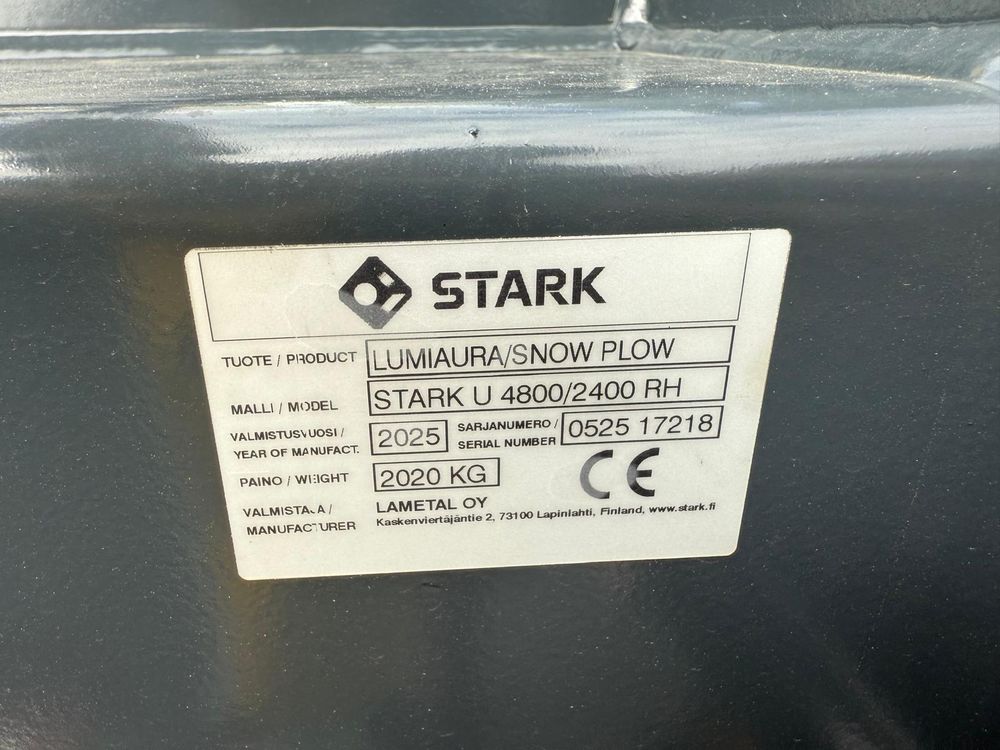 STARK
TUOTE / PRODUCT LUMIAURA/SNOW PLOW
MALLI / MODEL STARK U 4800/2400 RH
VALMISTUSVUOSI / YEAR OF MANUFACT. 2025 SARJANUMERO / SERIAL NUMBER 0525 17218
PAINO / WEIGHT 2020 KG
CE
VALMISTAJA / MANUFACTURER LAMETAL OY
Kaskenviertäjäntie 2, 73100 Lapinlahti, Finland, www.stark.fi